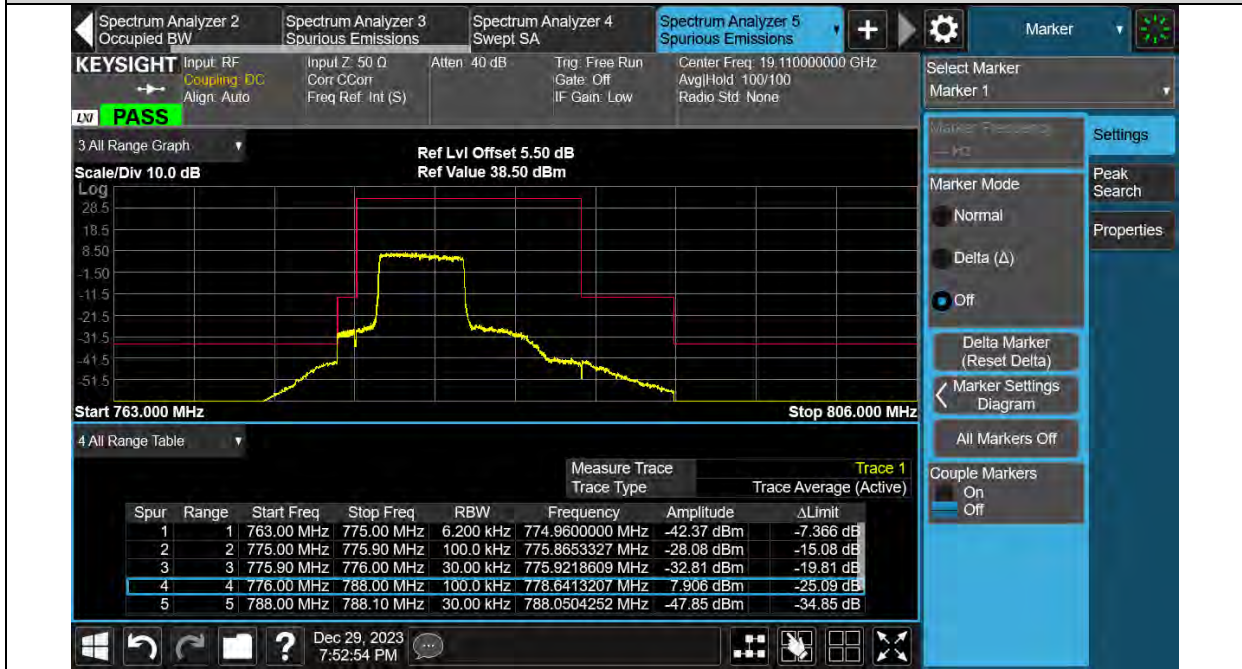 Spectrum Analyzer 2
Occupied BW
Spectrum Analyzer 3
Spurious Emissions
Spectrum Analyzer 4
Swept SA
Spectrum Analyzer 5
Spurious Emissions
Marker
KEYSIGHT
Input: RF
Coupling: DC
Align: Auto
Input Z: 50 Ω
Corr CCorr
Freq Ref: Int (S)
Atten: 40 dB
Trig: Free Run
Gate: Off
IF Gain: Low
Center Freq: 19.110000000 GHz
Avg|Hold: 100/100
Radio Std: None
LXI PASS
Select Marker
Marker 1
Marker Frequency
--- Hz
Settings
Peak Search
Properties
Marker Mode
Normal
Delta (Δ)
Off
Delta Marker
(Reset Delta)
Marker Settings
Diagram
All Markers Off
Couple Markers
On
Off
3 All Range Graph
Scale/Div 10.0 dB
Ref Lvl Offset 5.50 dB
Ref Value 38.50 dBm
Log
28.5
18.5
8.50
-1.50
-11.5
-21.5
-31.5
-41.5
-51.5
Start 763.000 MHz
Stop 806.000 MHz
4 All Range Table
Measure Trace Trace 1
Trace Type Trace Average (Active)
Spur Range Start Freq Stop Freq RBW Frequency Amplitude ΔLimit
1 1 763.00 MHz 775.00 MHz 6.200 kHz 774.9600000 MHz -42.37 dBm -7.366 dB
2 2 775.00 MHz 775.90 MHz 100.0 kHz 775.8653327 MHz -28.08 dBm -15.08 dB
3 3 775.90 MHz 776.00 MHz 30.00 kHz 775.9218609 MHz -32.81 dBm -19.81 dB
4 4 776.00 MHz 788.00 MHz 100.0 kHz 778.6413207 MHz 7.906 dBm -25.09 dB
5 5 788.00 MHz 788.10 MHz 30.00 kHz 788.0504252 MHz -47.85 dBm -34.85 dB
Dec 29, 2023
7:52:54 PM